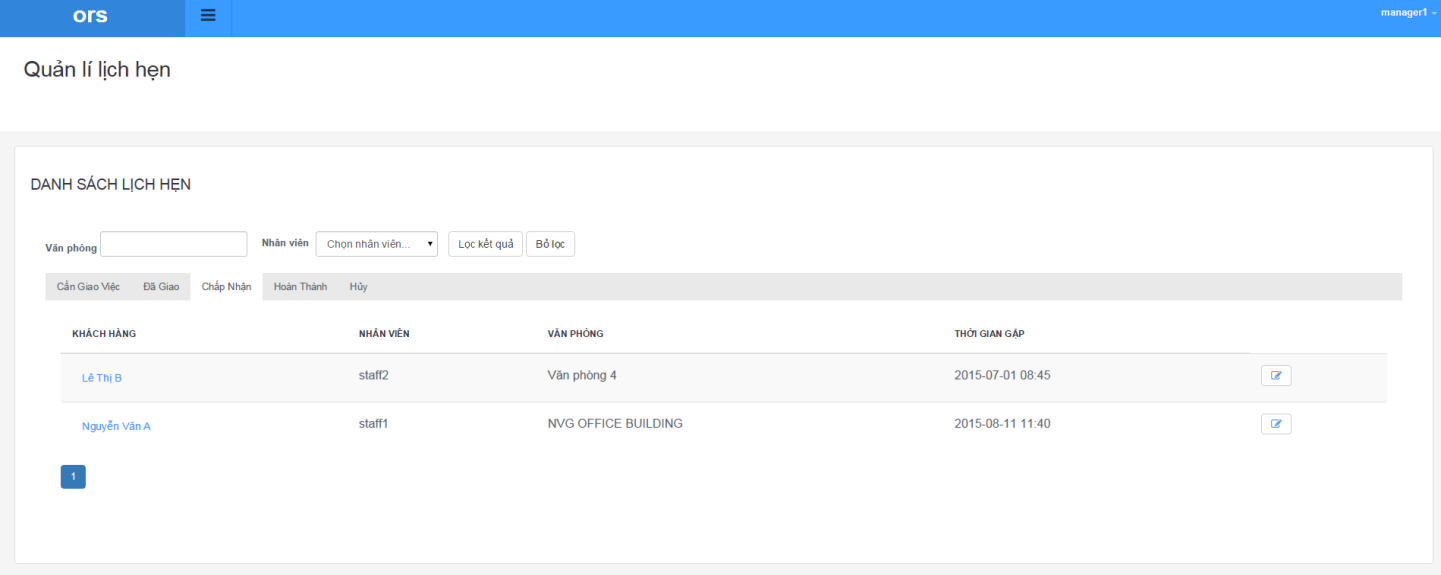 ors manager1
Quản lí lịch hẹn
DANH SÁCH LỊCH HẸN
Văn phòng Nhân viên Chọn nhân viên... Lọc kết quả Bỏ lọc
Cần Giao Việc Đã Giao Chấp Nhận Hoàn Thành Hủy
KHÁCH HÀNG NHÂN VIÊN VĂN PHÒNG THỜI GIAN GẶP
Lê Thị B staff2 Văn phòng 4 2015-07-01 08:45
Nguyễn Văn A staff1 NVG OFFICE BUILDING 2015-08-11 11:40
1